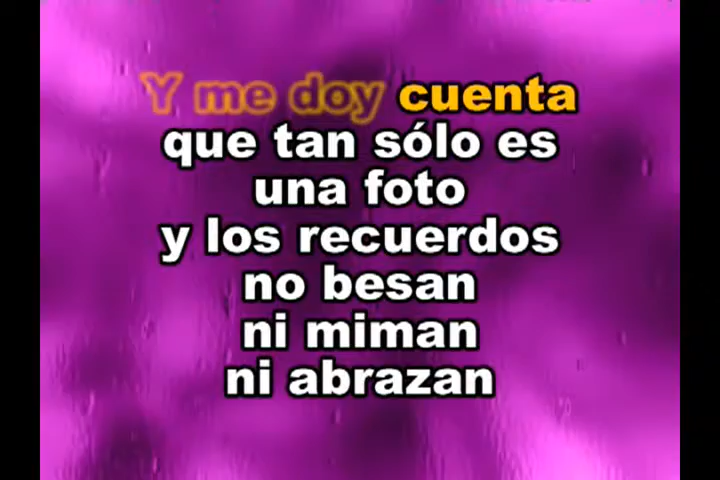 Y me doy cuenta
que tan sólo es
una foto
y los recuerdos
no besan
ni miman
ni abrazan